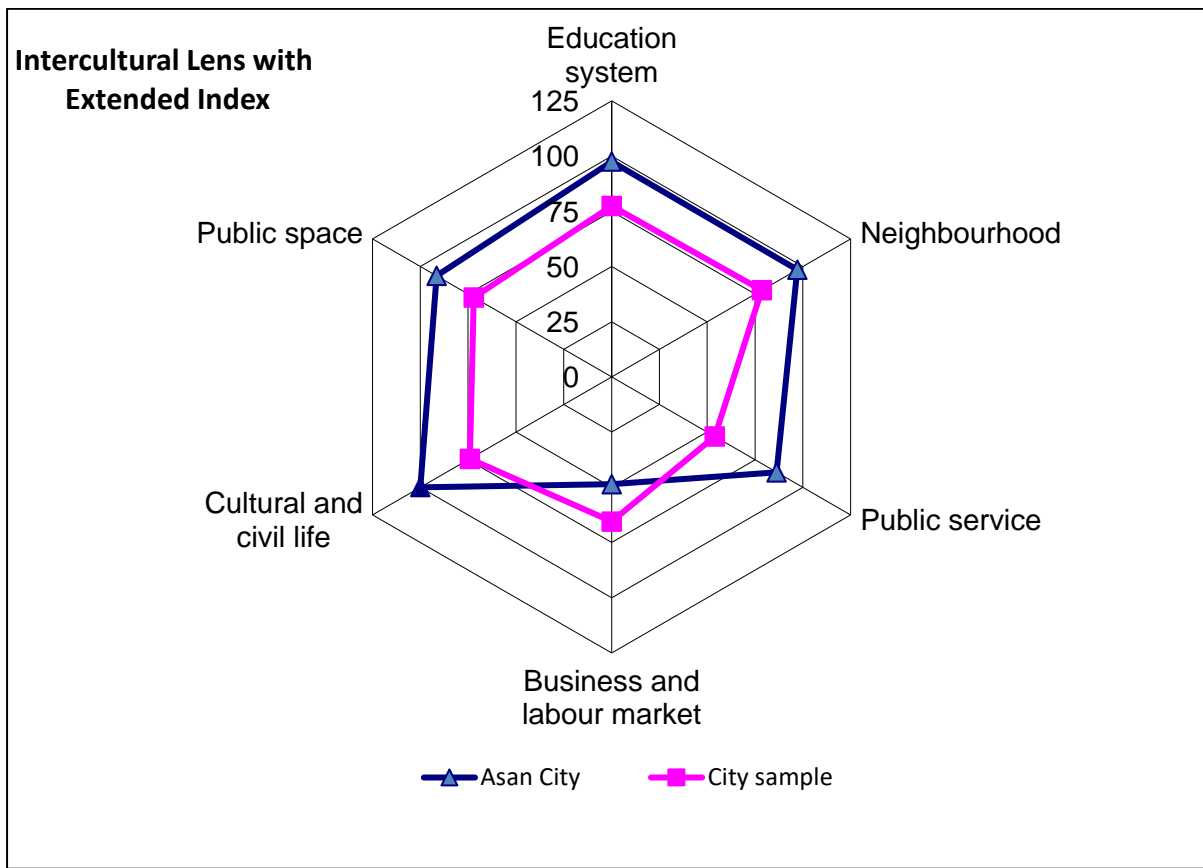 Intercultural Lens with
Extended Index
Education
system
125
100
75
50
25
0
Public space
Neighbourhood
Cultural and
civil life
Public service
Business and
labour market
Asan City
City sample